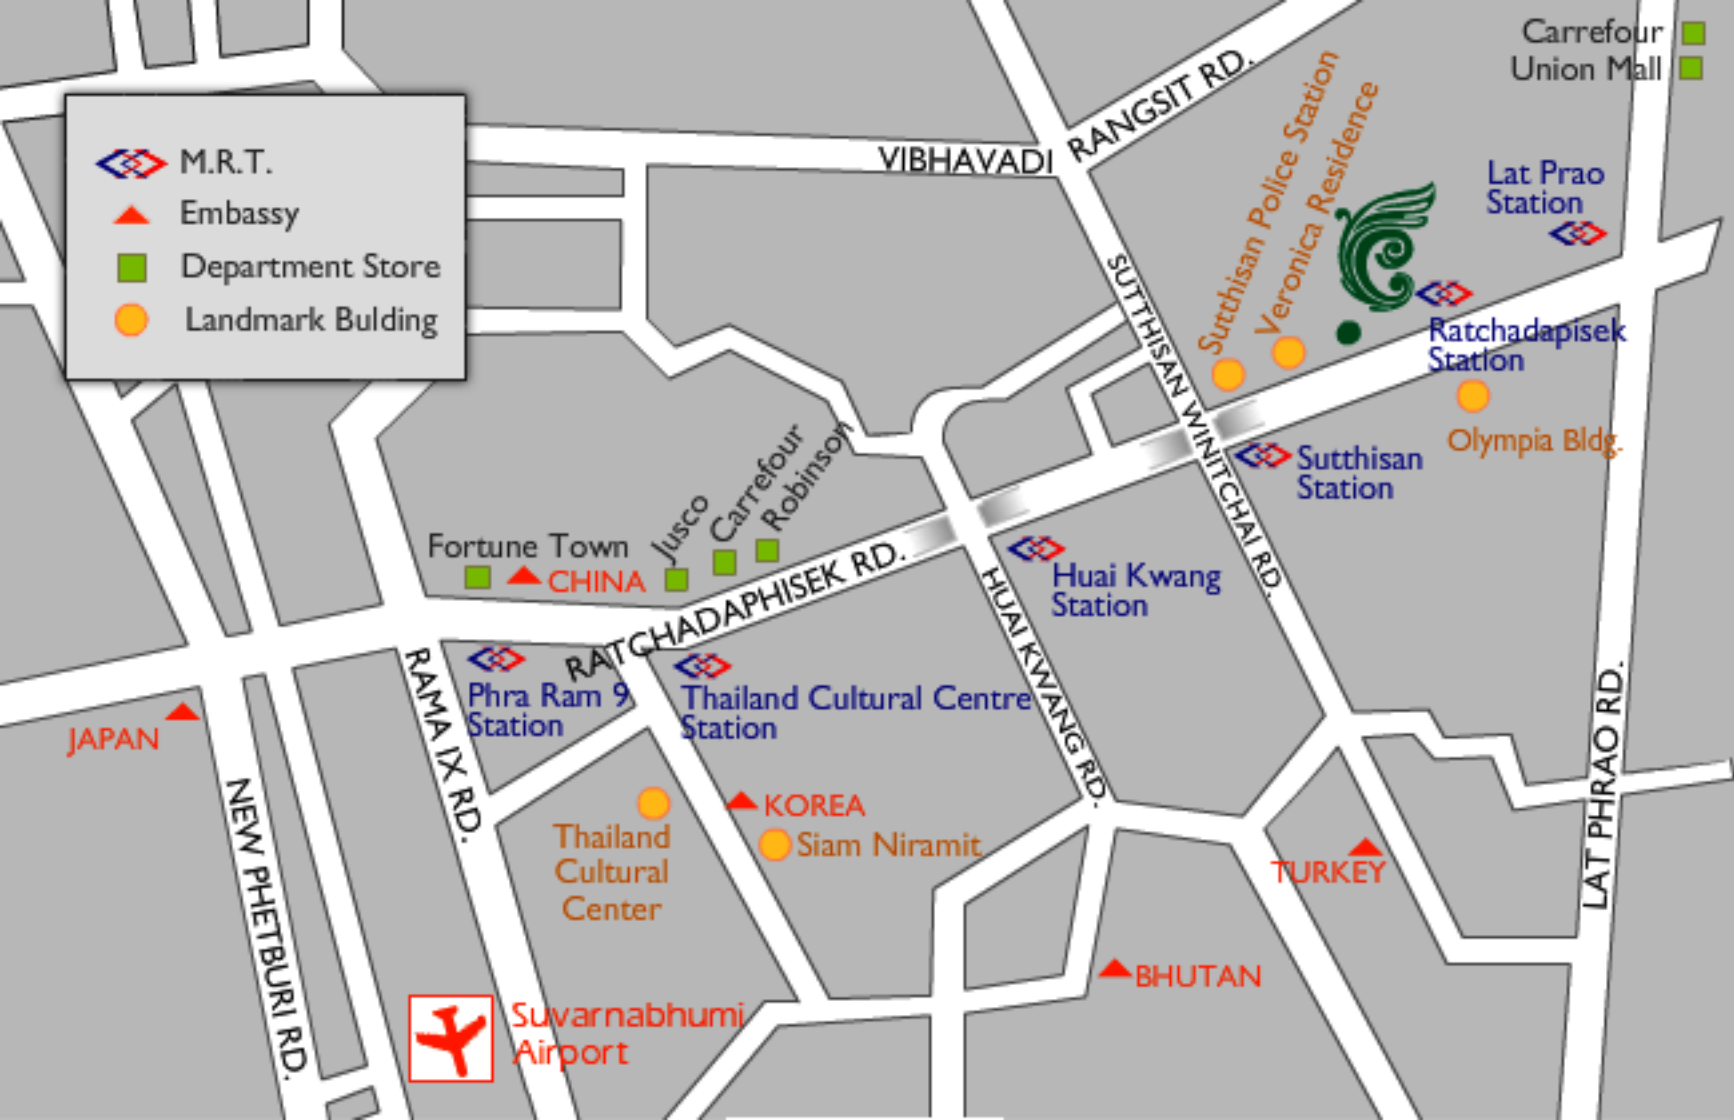 M.R.T.
Embassy
Department Store
Landmark Bulding
VIBHAVADI RANGSIT RD.
Carrefour
Union Mall
Sutthisan Police Station
Veronica Residence
Lat Prao
Station
Ratchadapisek
Station
Olympia Bldg.
SUTTHISAN WINITCHAI RD.
Sutthisan
Station
Fortune Town
CHINA
Jusco
Carrefour
Robinson
RATCHADAPHISEK RD.
Huai Kwang
Station
HUAI KWANG RD.
Phra Ram 9
Station
Thailand Cultural Centre
Station
RAMA IX RD.
JAPAN
NEW PHETBURI RD.
KOREA
Thailand
Cultural
Center
Siam Niramit
TURKEY
LAT PHRAO RD.
BHUTAN
Suvarnabhumi
Airport